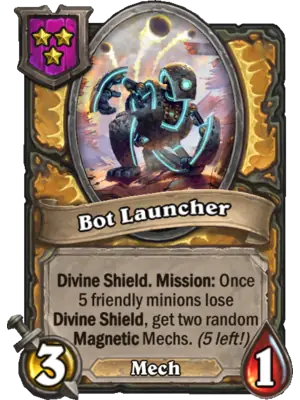 Bot Launcher
Divine Shield. Mission: Once
5 friendly minions lose
Divine Shield, get two random
Magnetic Mechs. (5 left!)
3
Mech
1